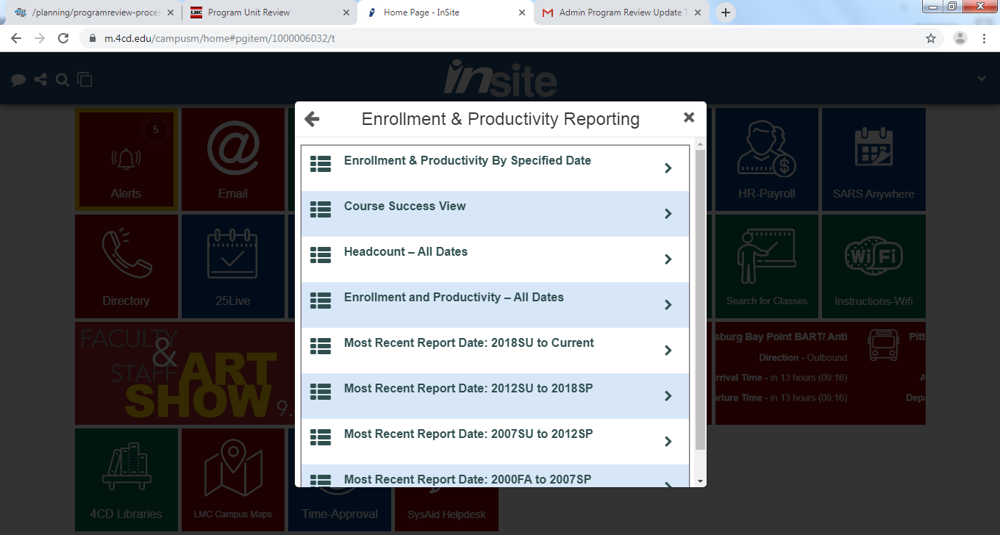 /planning/programreview-proces
LMC Program Unit Review
Home Page - InSite
Admin Program Review Update
m.4cd.edu/campusm/home#pgitem/1000006032/t
insite
Enrollment & Productivity Reporting
5
Alerts
Email
HR-Payroll
SARS Anywhere
Enrollment & Productivity By Specified Date
Course Success View
Headcount – All Dates
Enrollment and Productivity – All Dates
Most Recent Report Date: 2018SU to Current
Most Recent Report Date: 2012SU to 2018SP
Most Recent Report Date: 2007SU to 2012SP
Most Recent Report Date: 2000FA to 2007SP
Directory
25Live
WiFi
Search for Classes
Instructions-Wifi
FACULTY
&
STAFF ART
SHOW 9.
sburg Bay Point BART/ Anti
Pitt
Direction - Outbound
rrival Time - in 13 hours (09:16)
A
rture Time - in 13 hours (09:16)
Depa
4CD Libraries
LMC Campus Maps
Time-Approval
SysAid Helpdesk